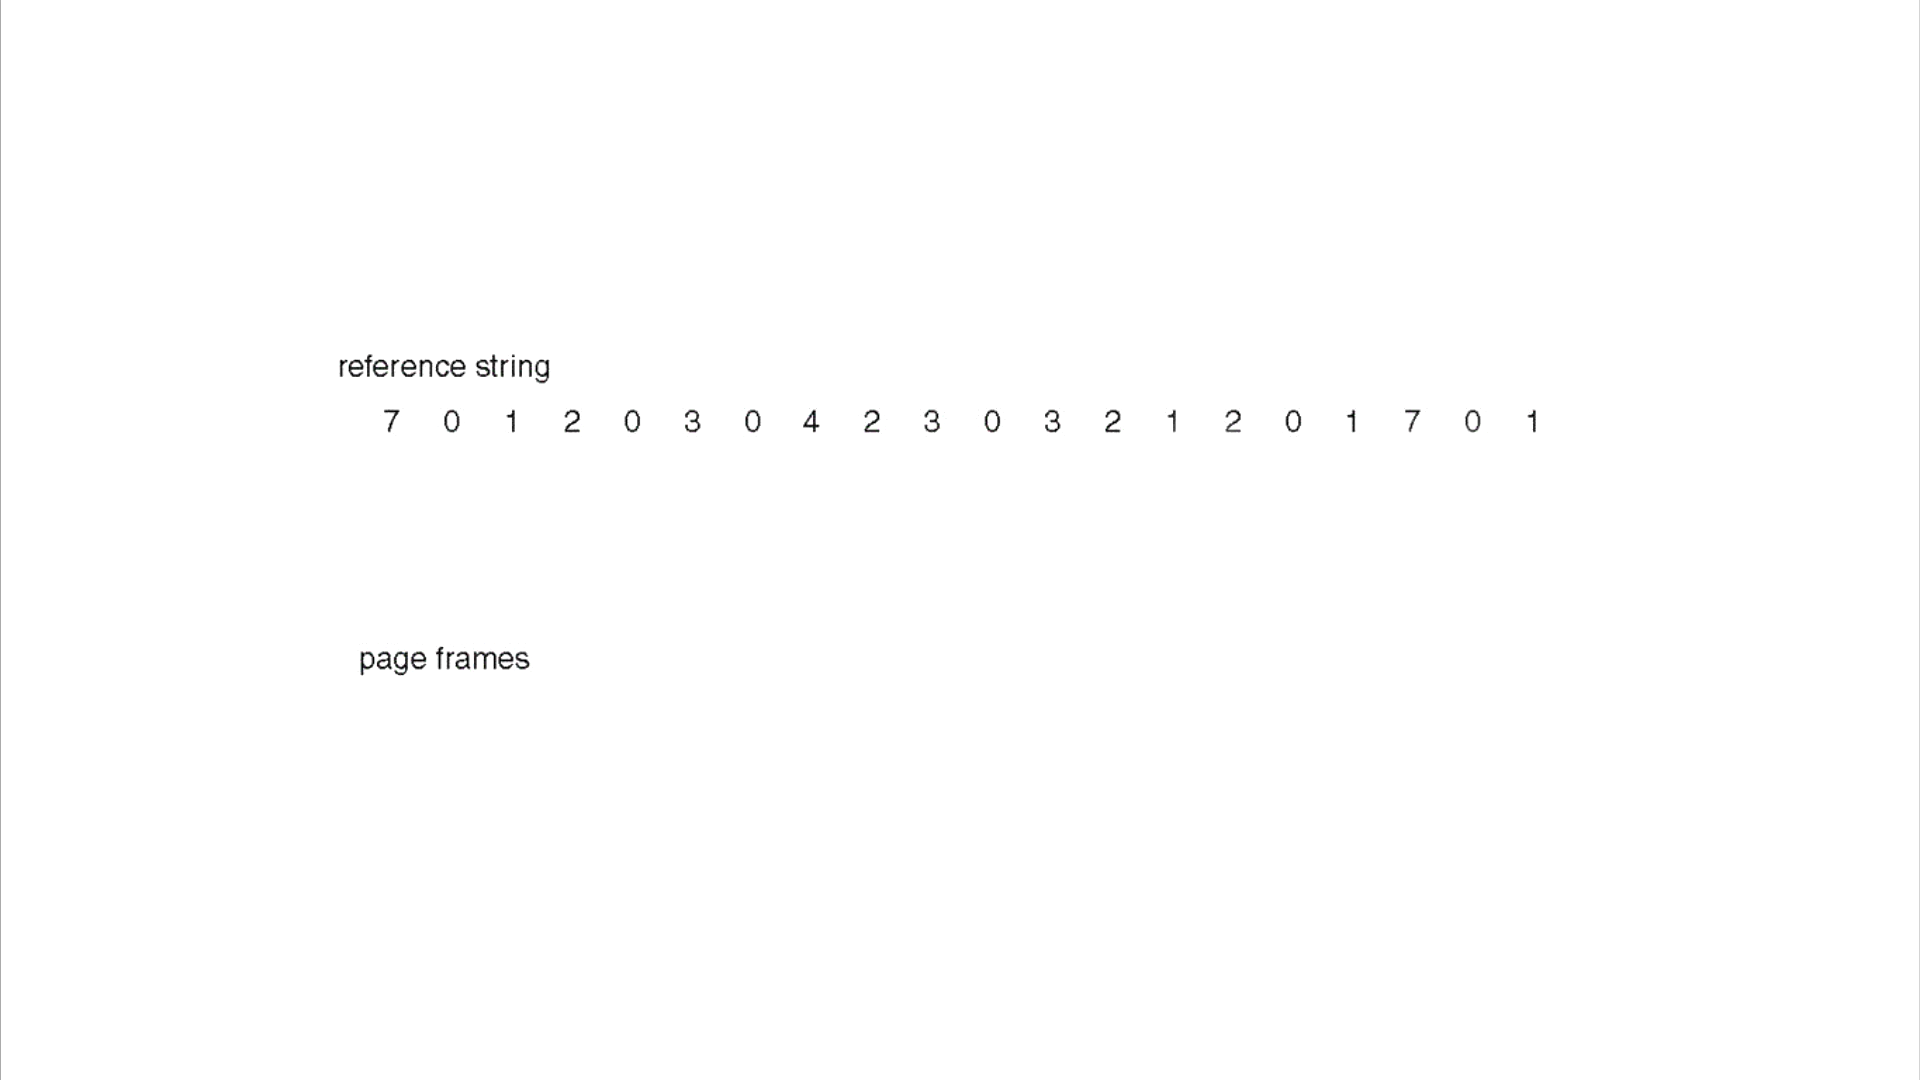 reference string
7 0 1 2 0 3 0 4 2 3 0 3 2 1 2 0 1 7 0 1
page frames